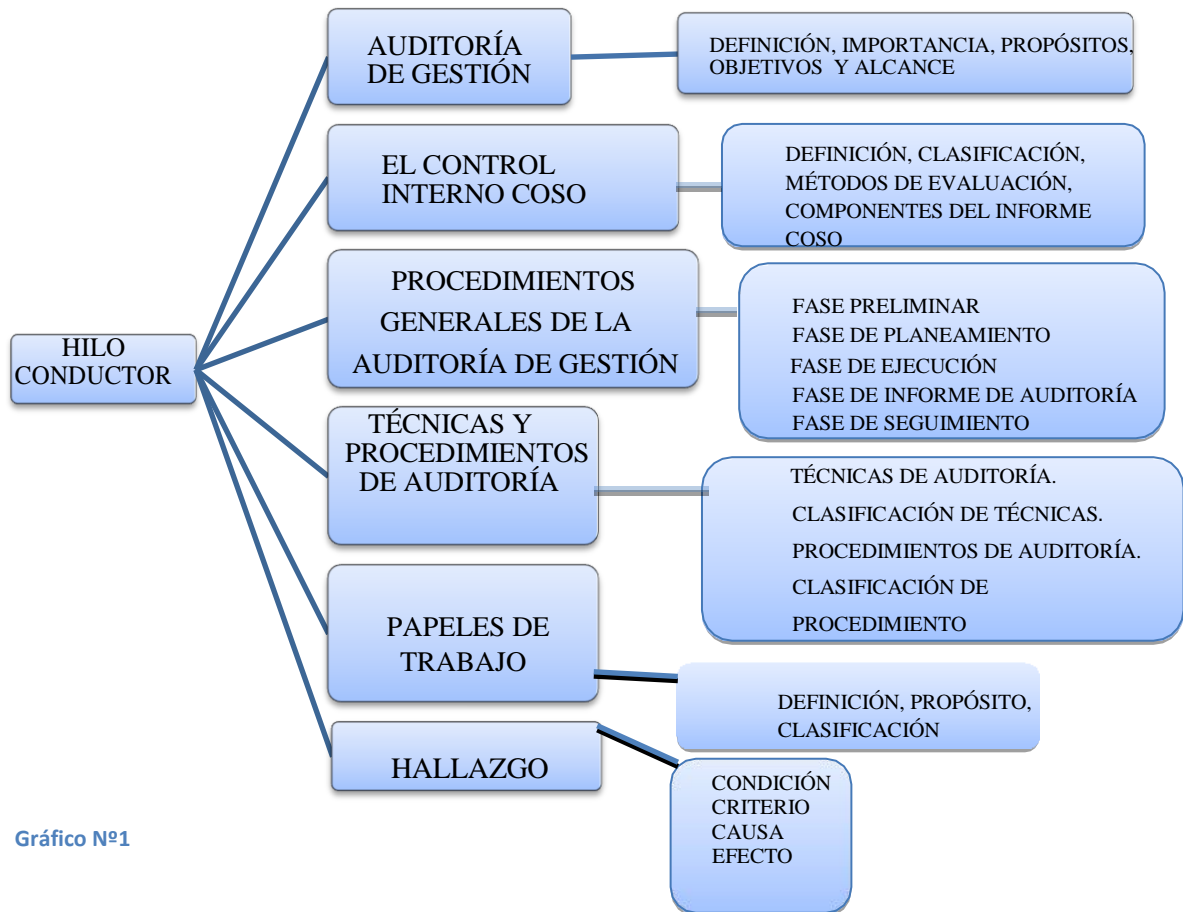 AUDITORÍA
DE GESTIÓN
DEFINICIÓN, IMPORTANCIA, PROPÓSITOS,
OBJETIVOS Y ALCANCE
EL CONTROL
INTERNO COSO
DEFINICIÓN, CLASIFICACIÓN,
MÉTODOS DE EVALUACIÓN,
COMPONENTES DEL INFORME
COSO
PROCEDIMIENTOS
GENERALES DE LA
AUDITORÍA DE GESTIÓN
FASE PRELIMINAR
FASE DE PLANEAMIENTO
FASE DE EJECUCIÓN
FASE DE INFORME DE AUDITORÍA
FASE DE SEGUIMIENTO
HILO
CONDUCTOR
TÉCNICAS Y
PROCEDIMIENTOS
DE AUDITORÍA
TÉCNICAS DE AUDITORÍA.
CLASIFICACIÓN DE TÉCNICAS.
PROCEDIMIENTOS DE AUDITORÍA.
CLASIFICACIÓN DE
PROCEDIMIENTO
PAPELES DE
TRABAJO
DEFINICIÓN, PROPÓSITO,
CLASIFICACIÓN
HALLAZGO
CONDICIÓN
CRITERIO
CAUSA
EFECTO
Gráfico Nº1